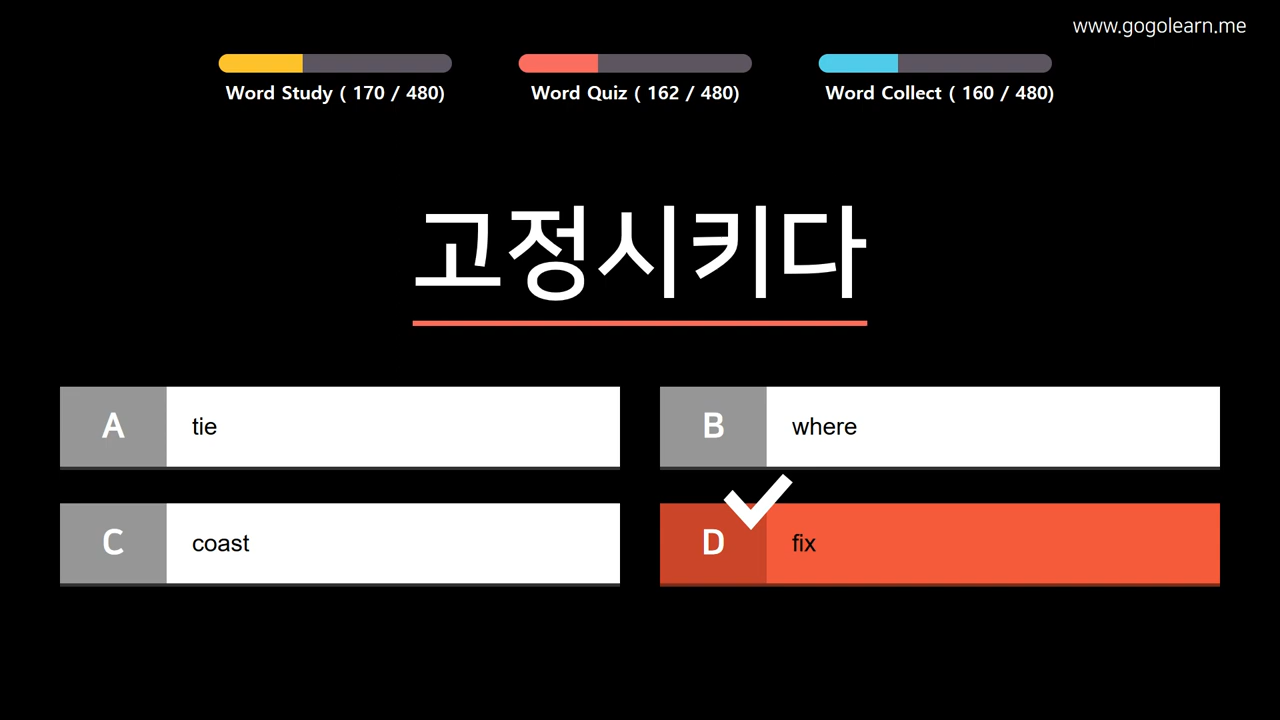 www.gogolearn.me
Word Study ( 170 / 480)
Word Quiz ( 162 / 480)
Word Collect ( 160 / 480)
고정시키다
A
tie
B
where
C
coast
D
fix